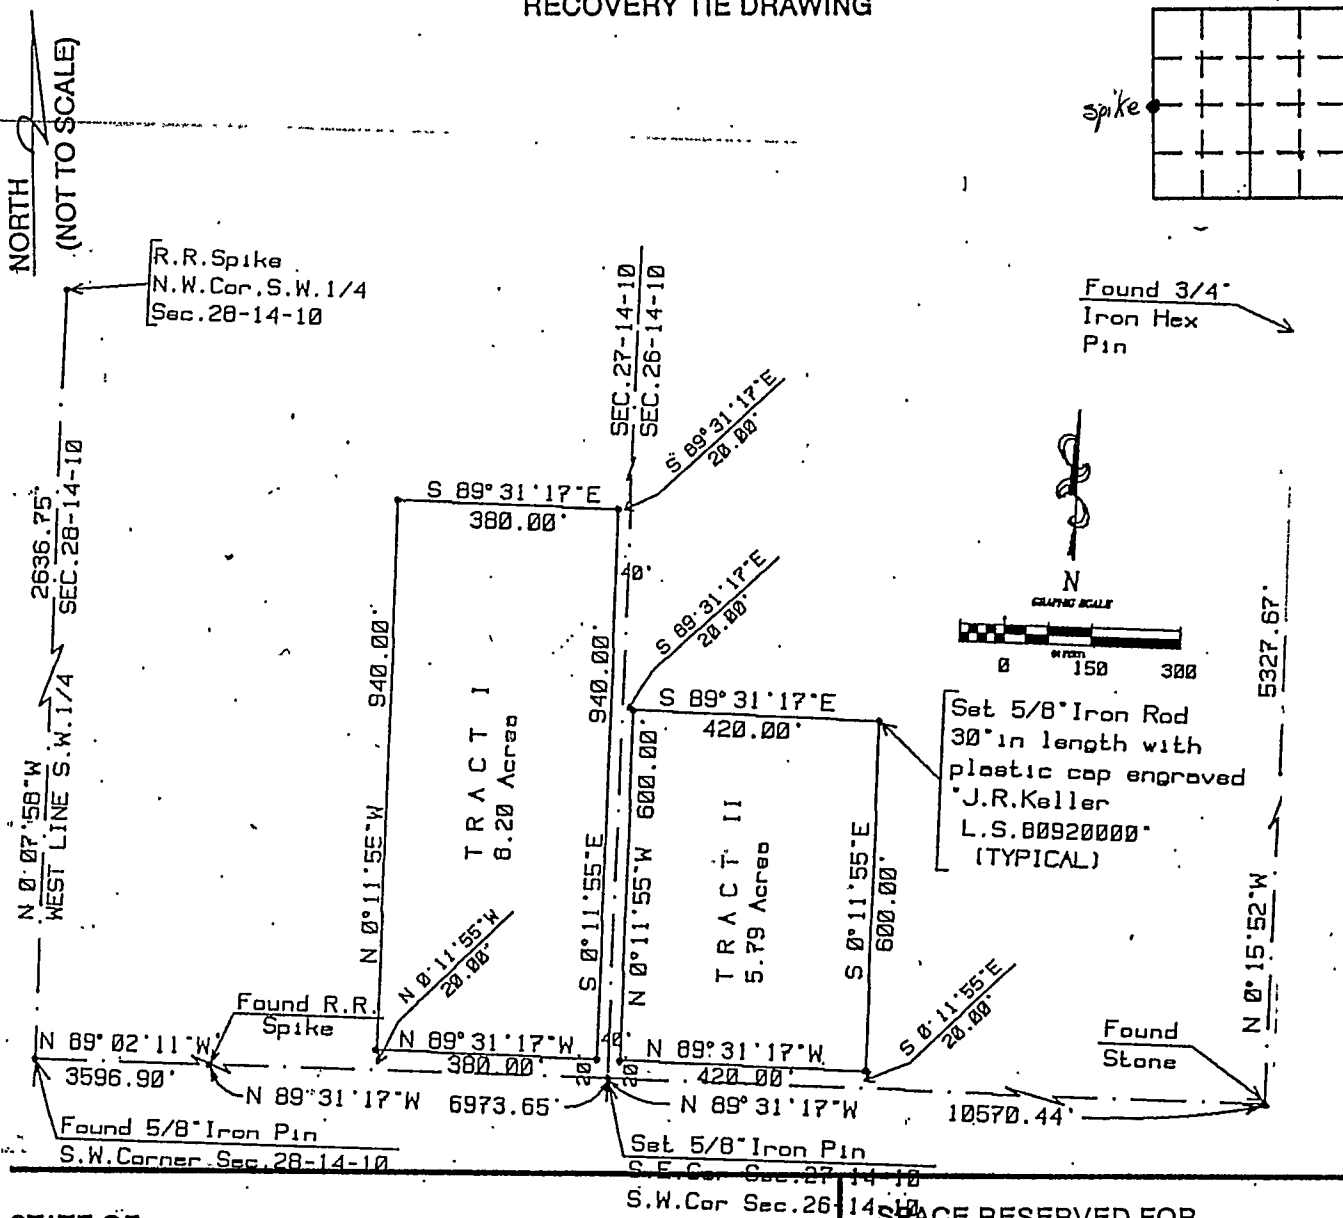 RECOVERY TIE DRAWING
NORTH
(NOT TO SCALE)
spike
R.R.Spike
N.W.Cor.S.W.1/4
Sec.28-14-10
Found 3/4"
Iron Hex
Pin
SEC.27-14-10
SEC.26-14-10
S 89°31'17"E
20.00'
S 89°31'17"E
380.00'
40'
2636.75'
SEC.28-14-10
N 0°07'58"W
WEST LINE S.W.1/4
S 89°31'17"E
20.00'
N
GRAPHIC SCALE
IN FEET
0 150 300
5327.67'
N 0°15'52"W
940.00'
N 0°11'55"W
TRACT I
8.20 Acres
940.00'
S 0°11'55"E
S 89°31'17"E
420.00'
600.00'
N 0°11'55"W
TRACT II
5.79 Acres
S 0°11'55"E
600.00'
Set 5/8"Iron Rod
30"in length with
plastic cap engraved
"J.R.Keller
L.S.80920000"
(TYPICAL)
N 0°11'55"W
20.00'
S 0°11'55"E
20.00'
Found R.R.
Spike
Found
Stone
N 89°02'11"W
3596.90'
N 89°31'17"W
380.00'
40'
20'
20'
N 89°31'17"W
420.00'
N 89°31'17"W
6973.65'
N 89°31'17"W
10570.44'
Found 5/8"Iron Pin
S.W.Corner Sec.28-14-10
Set 5/8"Iron Pin
S.E.Cor Sec.27-14-10
S.W.Cor Sec.26-14-10
STATE OF
SPACE RESERVED FOR